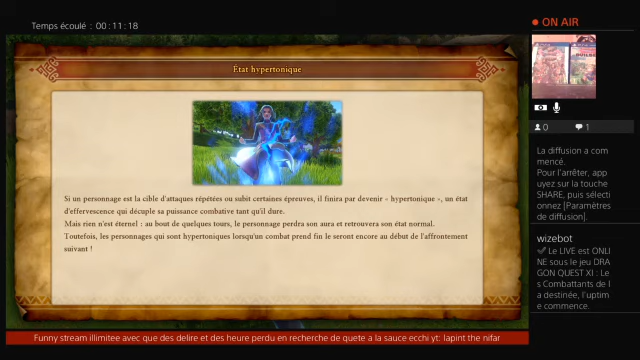 Temps écoulé : 00:11:18
ON AIR
État hypertonique
0
1
Si un personnage est la cible d'attaques répétées ou subit certaines épreuves, il finira par devenir « hypertonique », un état
d'effervescence qui décuple sa puissance combative tant qu'il dure.
Mais rien n'est éternel : au bout de quelques tours, le personnage perdra son aura et retrouvera son état normal.
Toutefois, les personnages qui sont hypertoniques lorsqu'un combat prend fin le seront encore au début de l'affrontement
suivant !
La diffusion a com
mencé.
Pour l'arrêter, app
uyez sur la touche
SHARE, puis sélecti
onnez [Paramètres
de diffusion].
wizebot
Le LIVE est ONLI
NE sous le jeu DRA
GON QUEST XI : Le
s Combattants de l
a destinée, l'uptim
e commence.
Funny stream illimitee avec que des delire et des heure perdu en recherche de quete a la sauce ecchi yt: lapint the nifar